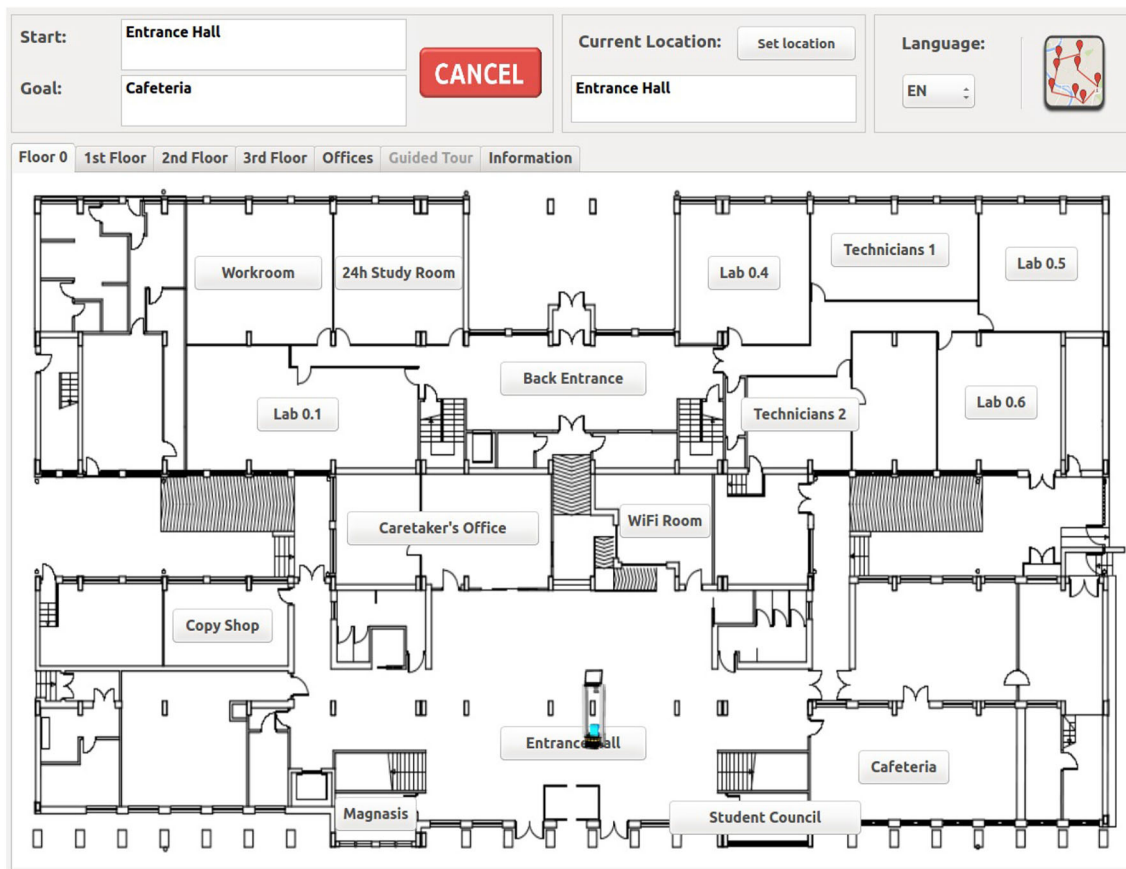 Start:
Entrance Hall
Goal:
Cafeteria
CANCEL
Current Location:
Set location
Entrance Hall
Language:
EN
Floor 0
1st Floor
2nd Floor
3rd Floor
Offices
Guided Tour
Information
Workroom
24h Study Room
Lab 0.4
Technicians 1
Lab 0.5
Back Entrance
Lab 0.1
Technicians 2
Lab 0.6
Caretaker's Office
WiFi Room
Copy Shop
Entrance Hall
Cafeteria
Magnasis
Student Council